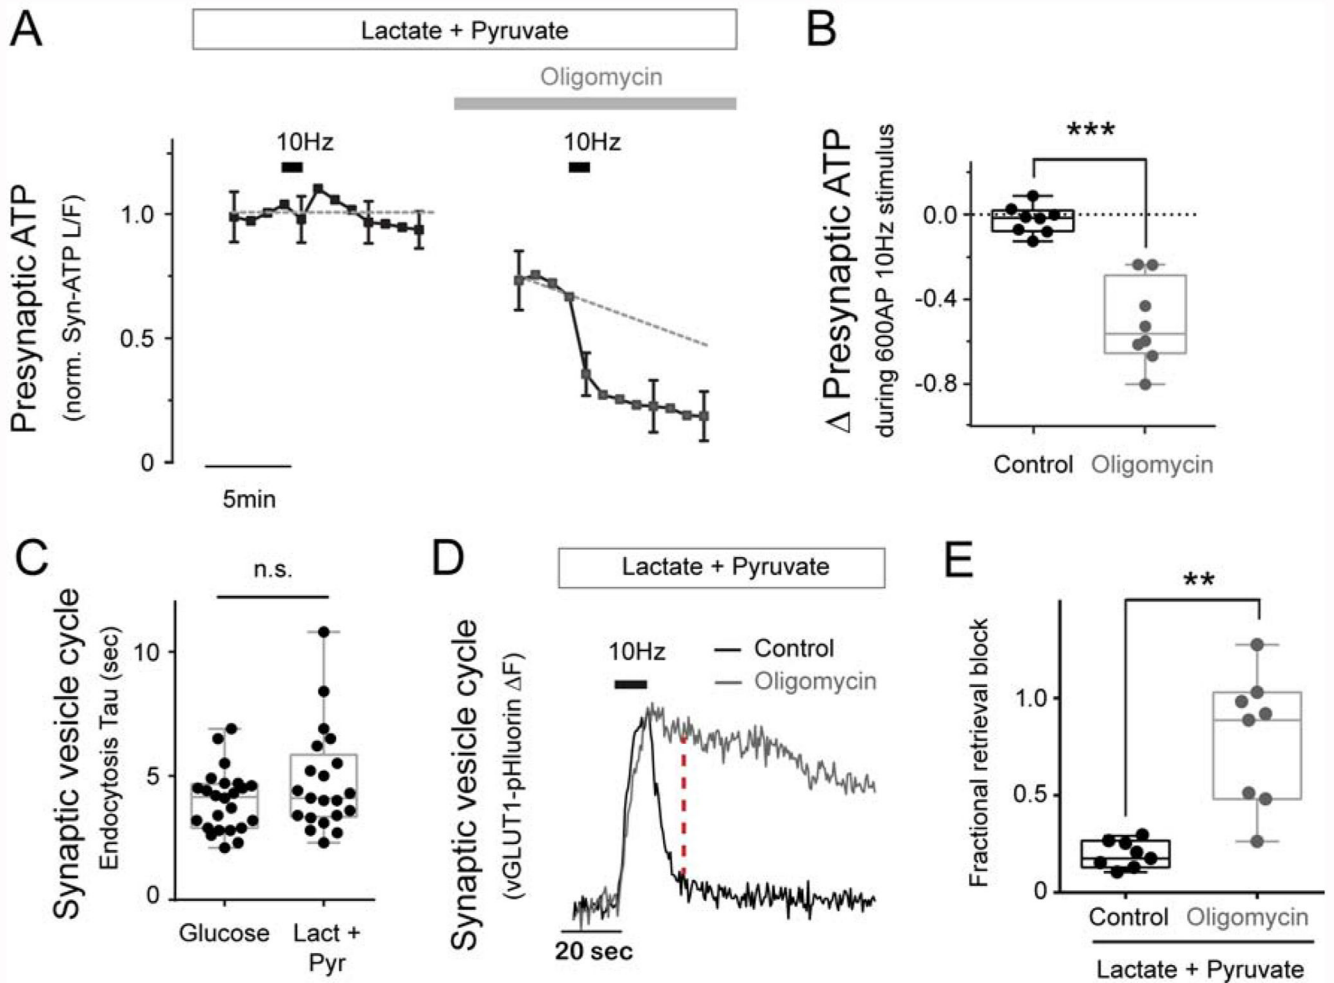 A
Lactate + Pyruvate
Oligomycin
10Hz
10Hz
Presynaptic ATP
(norm. Syn-ATP L/F)
1.0
0.5
0
5min
B
***
Δ Presynaptic ATP
during 600AP 10Hz stimulus
0.0
-0.4
-0.8
Control
Oligomycin
C
n.s.
Synaptic vesicle cycle
Endocytosis Tau (sec)
10
5
0
Glucose
Lact +
Pyr
D
Lactate + Pyruvate
10Hz
Control
Oligomycin
Synaptic vesicle cycle
(vGLUT1-pHluorin ΔF)
20 sec
E
**
Fractional retrieval block
1.0
0.5
0
Control
Oligomycin
Lactate + Pyruvate